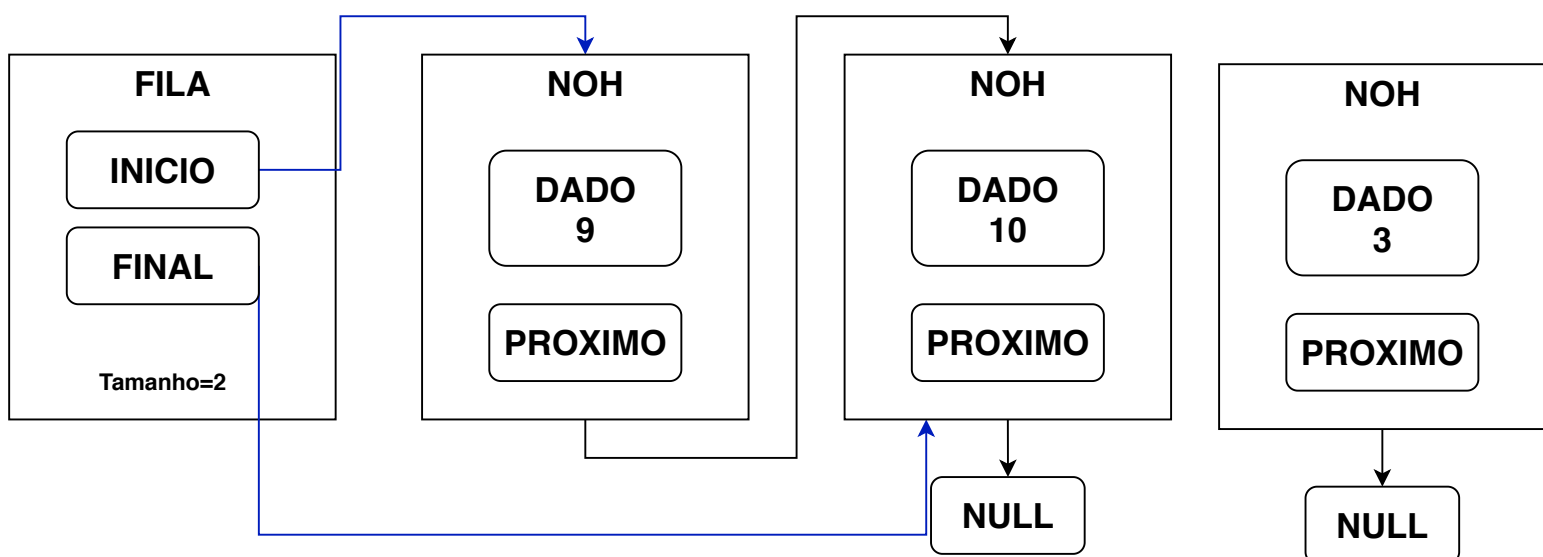 FILA
INICIO
FINAL
Tamanho=2
NOH
DADO
9
PROXIMO
NOH
DADO
10
PROXIMO
NULL
NOH
DADO
3
PROXIMO
NULL